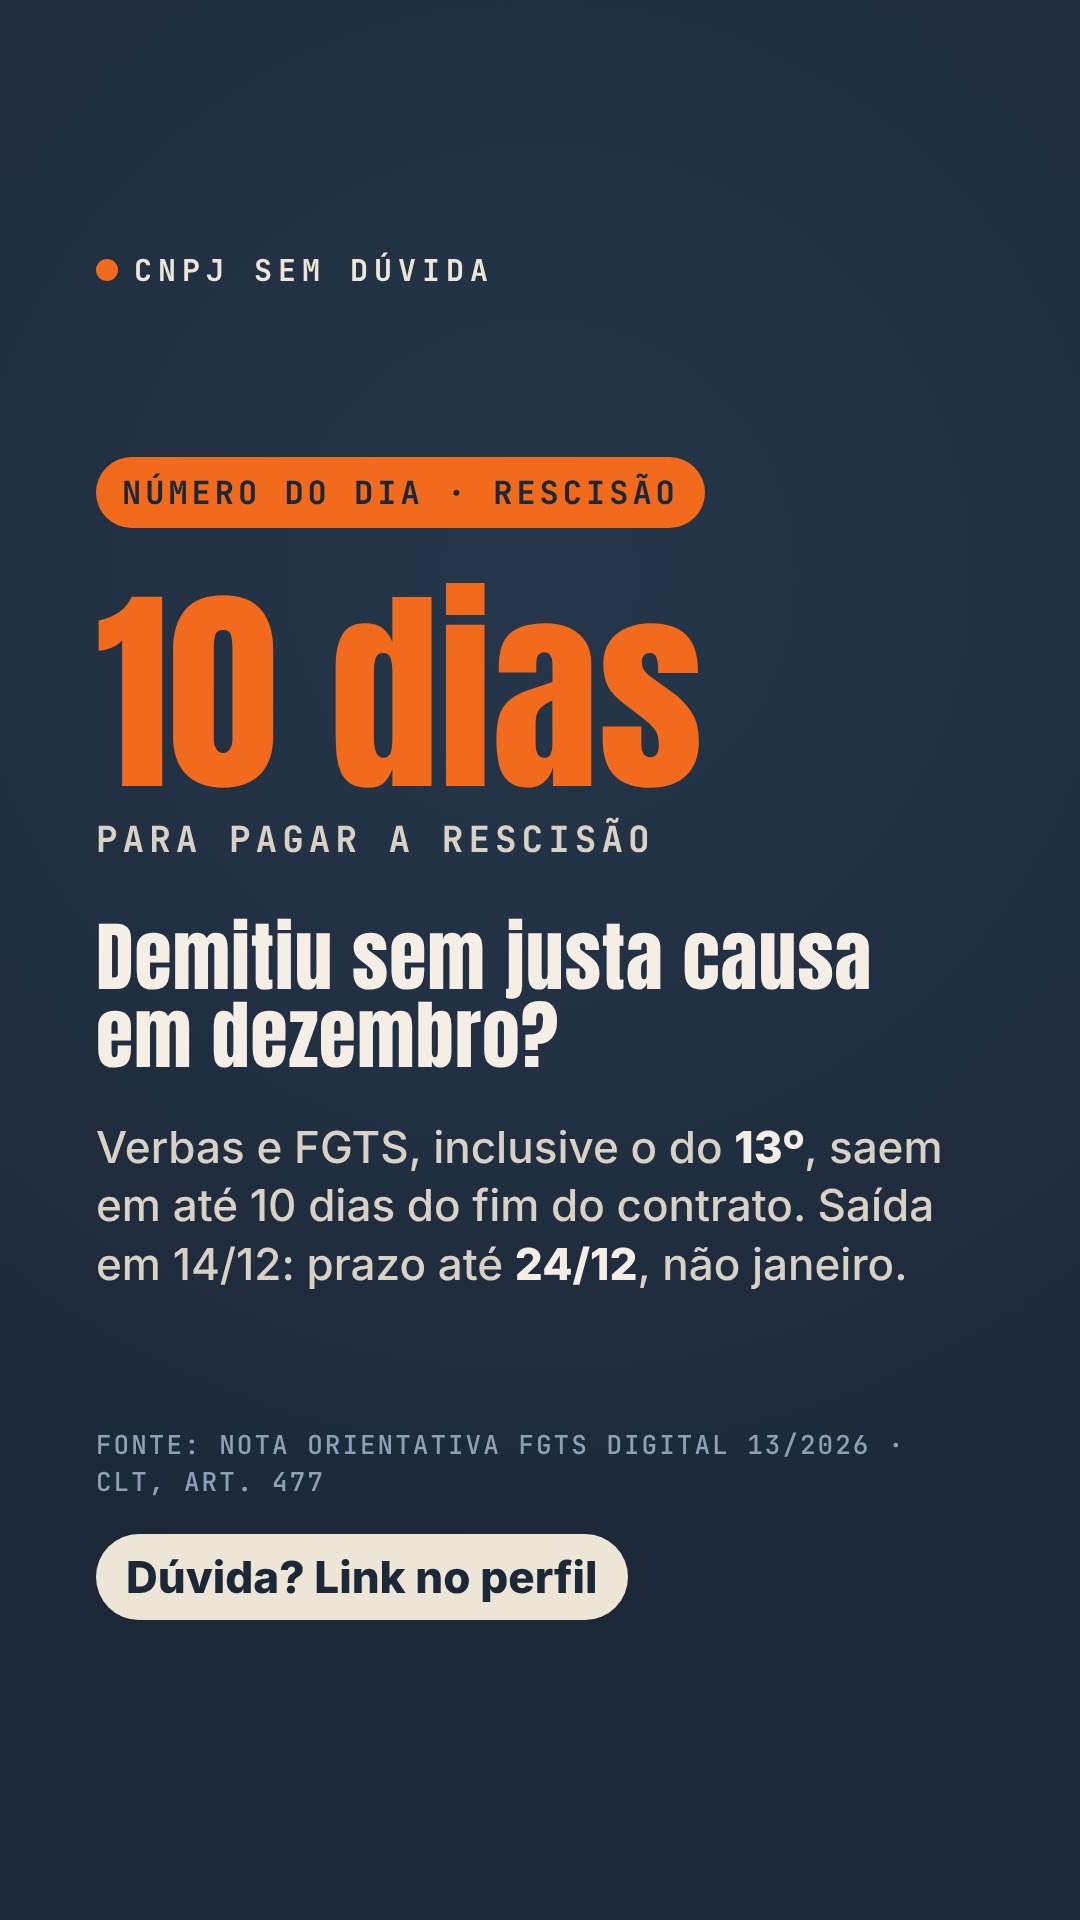 CNPJ SEM DÚVIDA
NÚMERO DO DIA · RESCISÃO
10 dias
PARA PAGAR A RESCISÃO
Demitiu sem justa causa
em dezembro?
Verbas e FGTS, inclusive o do 13º, saem
em até 10 dias do fim do contrato. Saída
em 14/12: prazo até 24/12, não janeiro.
FONTE: NOTA ORIENTATIVA FGTS DIGITAL 13/2026 ·
CLT, ART. 477
Dúvida? Link no perfil